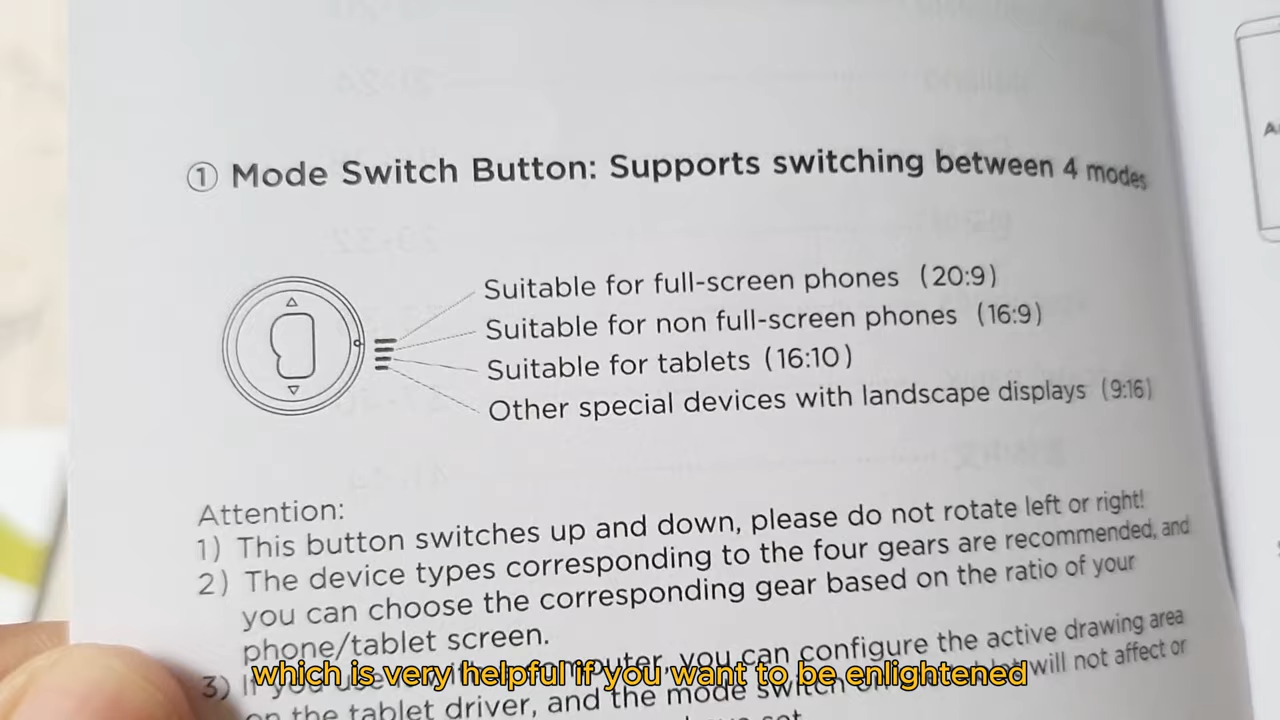 ① Mode Switch Button: Supports switching between 4 modes
Suitable for full-screen phones (20:9)
Suitable for non full-screen phones (16:9)
Suitable for tablets (16:10)
Other special devices with landscape displays (9:16)
Attention:
1) This button switches up and down, please do not rotate left or right!
2) The device types corresponding to the four gears are recommended, and
you can choose the corresponding gear based on the ratio of your
phone/tablet screen.
3) If you use computer, you can configure the active drawing area
on the tablet driver, and the mode switch will not affect or
which is very helpful if you want to be enlightened